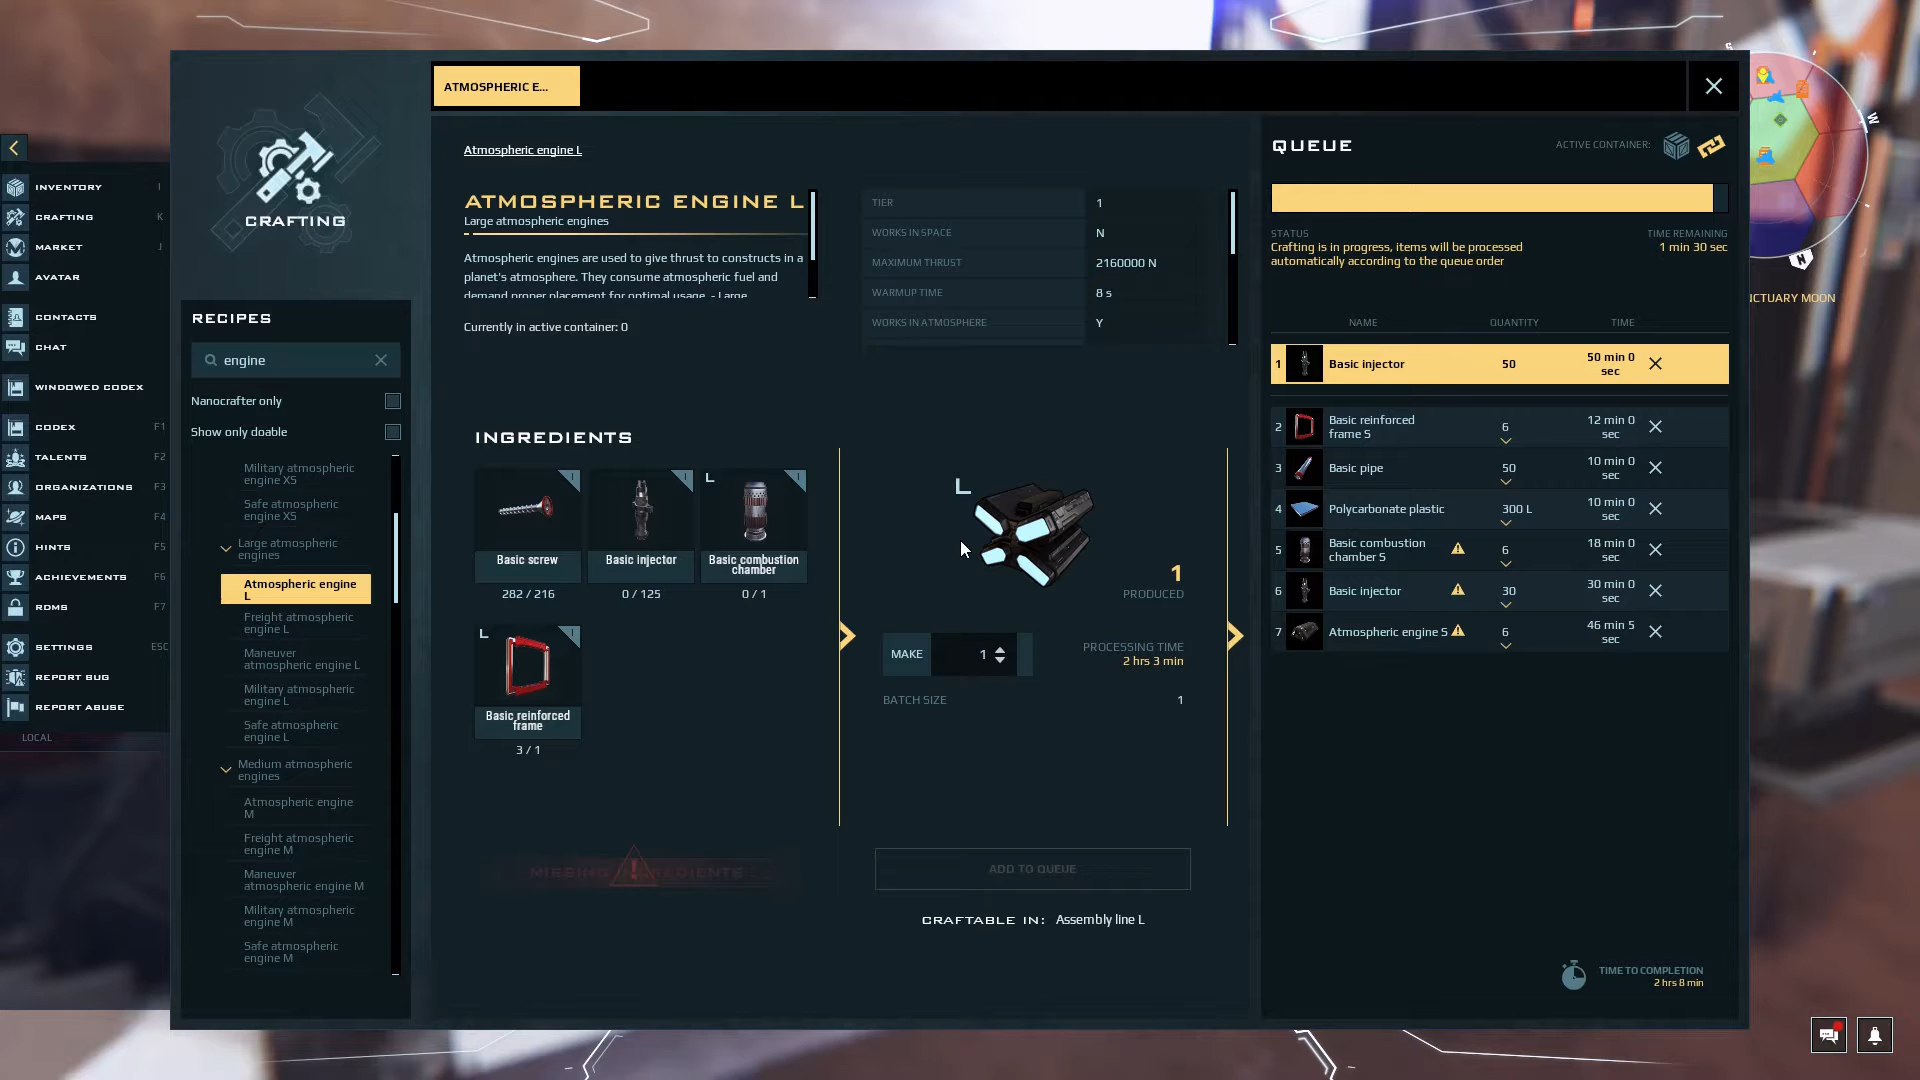 ATMOSPHERIC E...
CRAFTING
INVENTORY I
CRAFTING K
MARKET J
AVATAR
CONTACTS
CHAT
WINDOWED CODEX
CODEX F1
TALENTS F2
ORGANIZATIONS F3
MAPS F4
HINTS F5
ACHIEVEMENTS F6
RDMS F7
SETTINGS ESC
REPORT BUG
REPORT ABUSE
LOCAL
RECIPES
engine
Nanocrafter only
Show only doable
Military atmospheric
engine XS
Safe atmospheric
engine XS
Large atmospheric
engines
Atmospheric engine
L
Freight atmospheric
engine L
Maneuver
atmospheric engine L
Military atmospheric
engine L
Safe atmospheric
engine L
Medium atmospheric
engines
Atmospheric engine
M
Freight atmospheric
engine M
Maneuver
atmospheric engine M
Military atmospheric
engine M
Safe atmospheric
engine M
Atmospheric engine L
ATMOSPHERIC ENGINE L
Large atmospheric engines
Atmospheric engines are used to give thrust to constructs in a
planet's atmosphere. They consume atmospheric fuel and
demand proper placement for optimal usage. - Large
Currently in active container: 0
TIER 1
WORKS IN SPACE N
MAXIMUM THRUST 2160000 N
WARMUP TIME 8 s
WORKS IN ATMOSPHERE Y
INGREDIENTS
Basic screw
282 / 216
Basic injector
0 / 125
L
Basic combustion
chamber
0 / 1
L
Basic reinforced
frame
3 / 1
MISSING INGREDIENTS
L
1
PRODUCED
MAKE 1
PROCESSING TIME
2 hrs 3 min
BATCH SIZE 1
ADD TO QUEUE
CRAFTABLE IN: Assembly line L
QUEUE
ACTIVE CONTAINER:
STATUS
Crafting is in progress, items will be processed
automatically according to the queue order
TIME REMAINING
1 min 30 sec
NAME QUANTITY TIME
1 Basic injector 50 50 min 0
sec
2 Basic reinforced
frame S 6 12 min 0
sec
3 Basic pipe 50 10 min 0
sec
4 Polycarbonate plastic 300 L 10 min 0
sec
5 Basic combustion
chamber S 6 18 min 0
sec
6 Basic injector 30 30 min 0
sec
7 Atmospheric engine S 6 46 min 5
sec
TIME TO COMPLETION
2 hrs 8 min
S
W
N
NCTUARY MOON